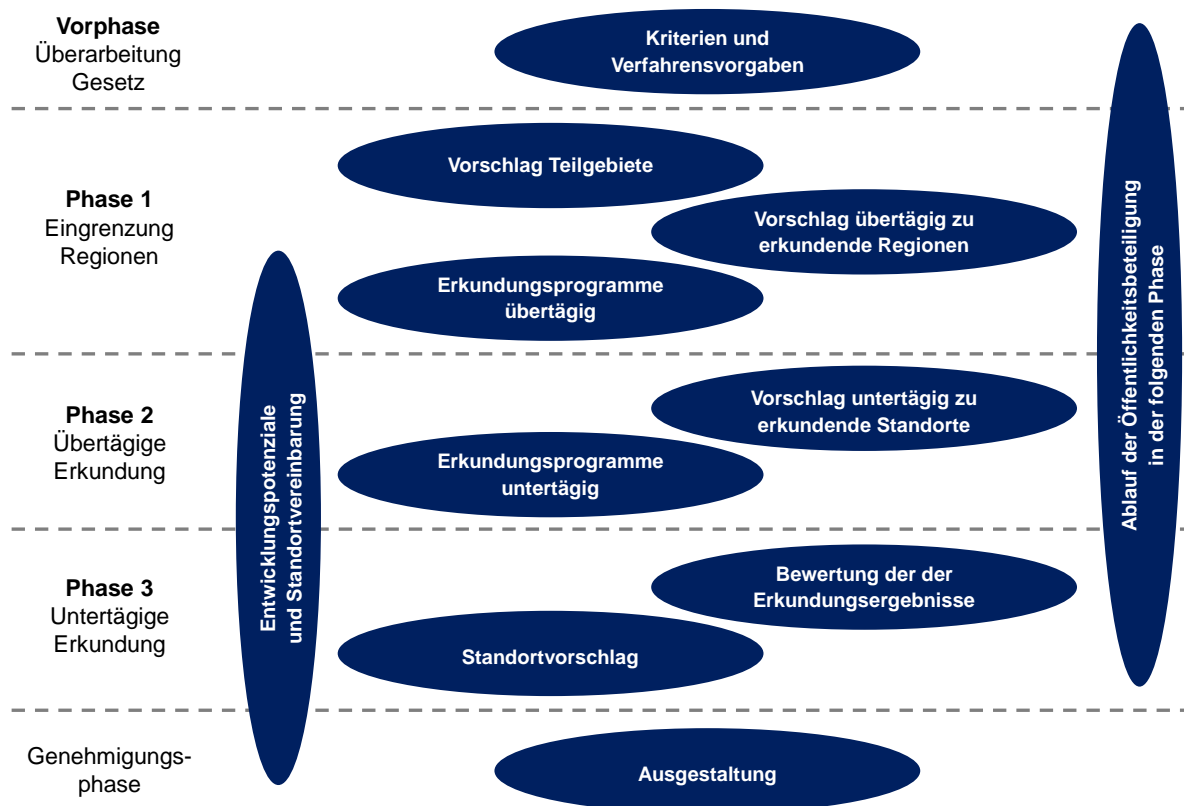 Vorphase
Überarbeitung
Gesetz
Kriterien und
Verfahrensvorgaben
Phase 1
Eingrenzung
Regionen
Vorschlag Teilgebiete
Vorschlag übertägig zu
erkundende Regionen
Erkundungsprogramme
übertägig
Phase 2
Übertägige
Erkundung
Vorschlag untertägig zu
erkundende Standorte
Erkundungsprogramme
untertägig
Phase 3
Untertägige
Erkundung
Bewertung der der
Erkundungsergebnisse
Standortvorschlag
Genehmigungs-
phase
Ausgestaltung
Entwicklungspotenziale
und Standortvereinbarung
Ablauf der Öffentlichkeitsbeteiligung
in der folgenden Phase